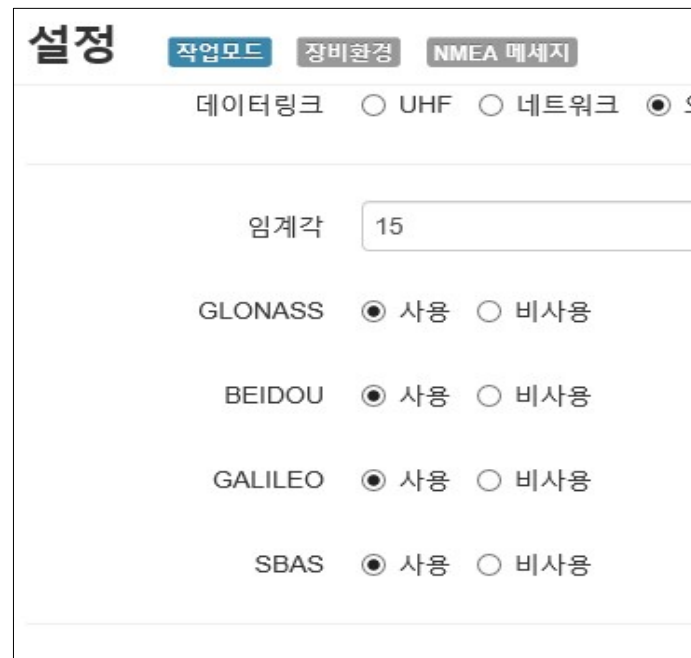 설정 작업모드 장비환경 NMEA 메세지
데이터링크 UHF 네트워크
임계각 15
GLONASS 사용 비사용
BEIDOU 사용 비사용
GALILEO 사용 비사용
SBAS 사용 비사용